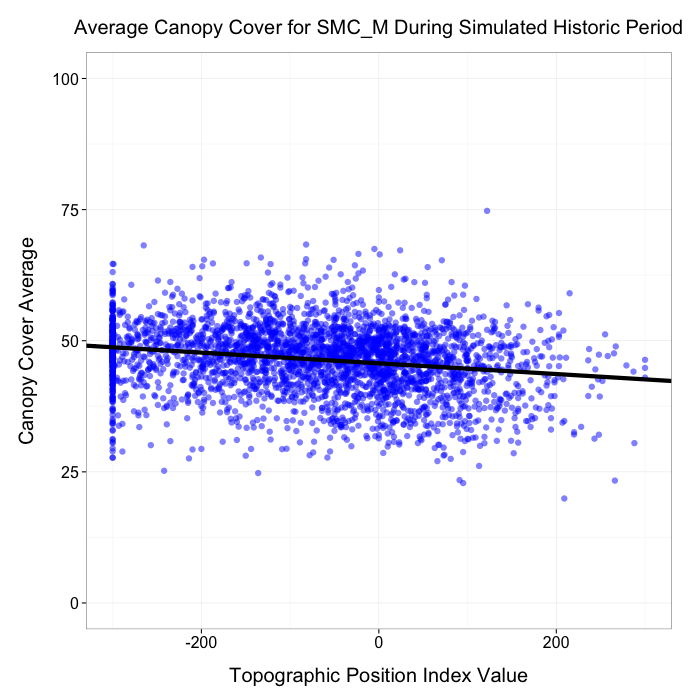 Average Canopy Cover for SMC_M During Simulated Historic Period
100
75
50
25
0
Canopy Cover Average
-200 0 200
Topographic Position Index Value